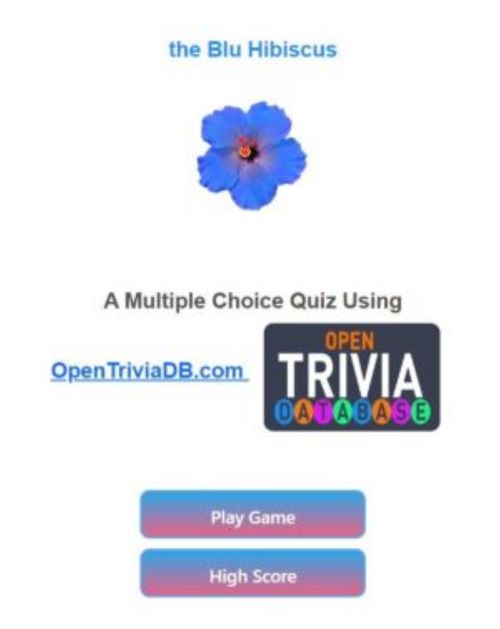 the Blu Hibiscus
A Multiple Choice Quiz Using
OpenTriviaDB.com
OPEN
TRIVIA
DATABASE
Play Game
High Score